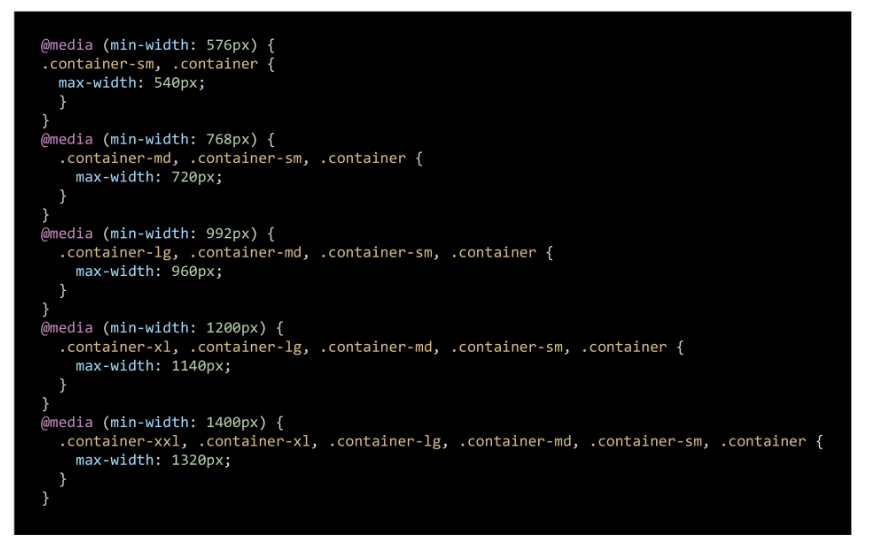 @media (min-width: 576px) {
.container-sm, .container {
max-width: 540px;
}
}
@media (min-width: 768px) {
.container-md, .container-sm, .container {
max-width: 720px;
}
}
@media (min-width: 992px) {
.container-lg, .container-md, .container-sm, .container {
max-width: 960px;
}
}
@media (min-width: 1200px) {
.container-xl, .container-lg, .container-md, .container-sm, .container {
max-width: 1140px;
}
}
@media (min-width: 1400px) {
.container-xxl, .container-xl, .container-lg, .container-md, .container-sm, .container {
max-width: 1320px;
}
}